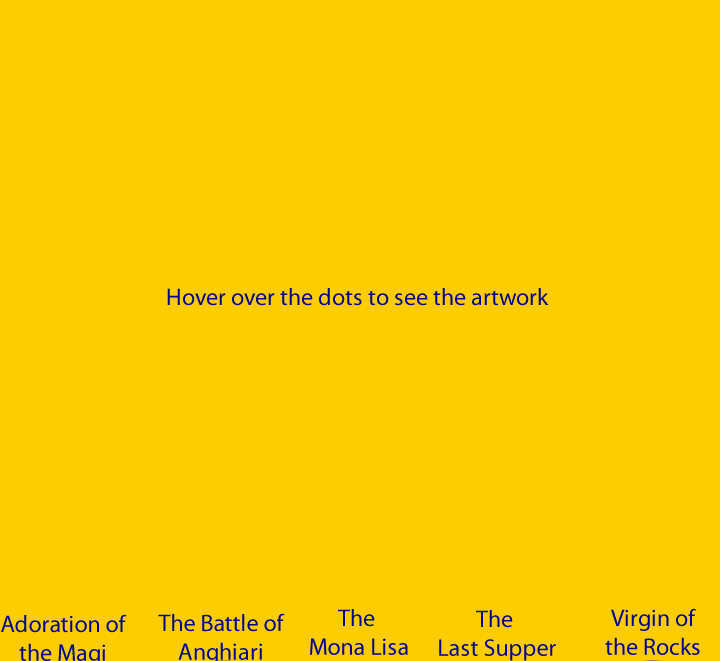 Hover over the dots to see the artwork
Adoration of
the Magi
The Battle of
Anghiari
The
Mona Lisa
The
Last Supper
Virgin of
the Rocks